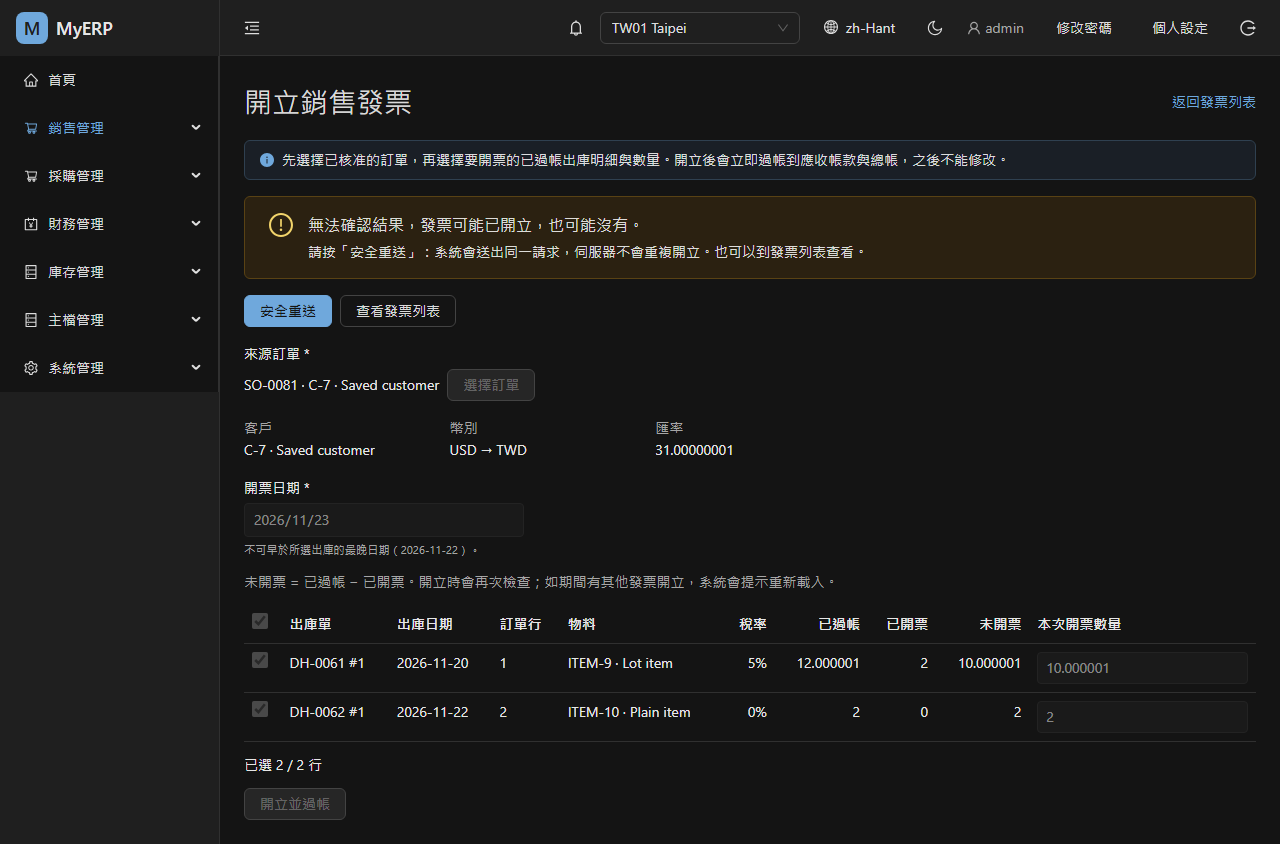 M MyERP
TW01 Taipei
zh-Hant
admin
修改密碼
個人設定
首頁
銷售管理
採購管理
財務管理
庫存管理
主檔管理
系統管理
開立銷售發票
返回發票列表
先選擇已核准的訂單，再選擇要開票的已過帳出庫明細與數量。開立後會立即過帳到應收帳款與總帳，之後不能修改。
無法確認結果，發票可能已開立，也可能沒有。
請按「安全重送」：系統會送出同一請求，伺服器不會重複開立。也可以到發票列表查看。
安全重送 查看發票列表
來源訂單 *
SO-0081 · C-7 · Saved customer 選擇訂單
客戶 幣別 匯率
C-7 · Saved customer USD → TWD 31.00000001
開票日期 *
2026/11/23
不可早於所選出庫的最晚日期（2026-11-22）。
未開票 = 已過帳 − 已開票。開立時會再次檢查；如期間有其他發票開立，系統會提示重新載入。
出庫單 出庫日期 訂單行 物料 稅率 已過帳 已開票 未開票 本次開票數量
DH-0061 #1 2026-11-20 1 ITEM-9 · Lot item 5% 12.000001 2 10.000001 10.000001
DH-0062 #1 2026-11-22 2 ITEM-10 · Plain item 0% 2 0 2 2
已選 2 / 2 行
開立並過帳